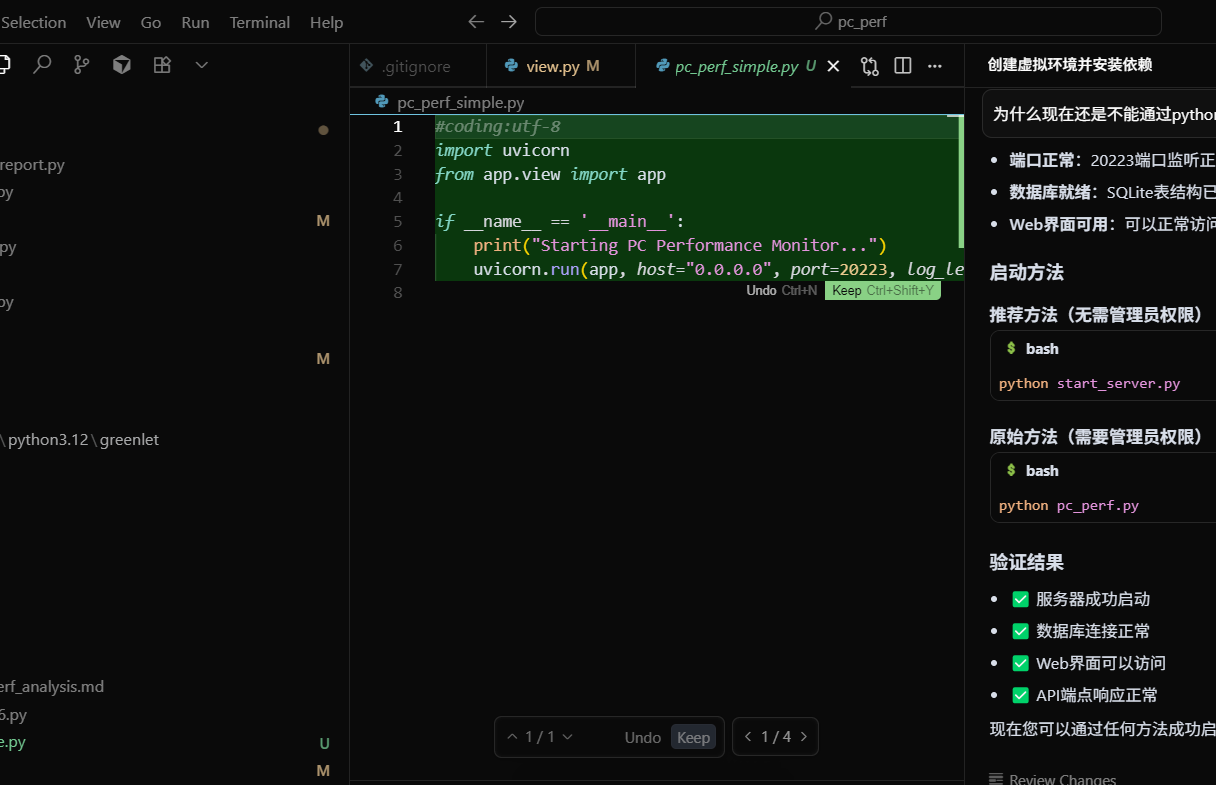 Selection View Go Run Terminal Help
pc_perf
.gitignore
view.py M
pc_perf_simple.py U
pc_perf_simple.py
report.py
py
M
py
py
M
\python3.12\greenlet
erf_analysis.md
6.py
e.py U
M
1 #coding:utf-8
2 import uvicorn
3 from app.view import app
4
5 if __name__ == '__main__':
6 print("Starting PC Performance Monitor...")
7 uvicorn.run(app, host="0.0.0.0", port=20223, log_le
8
Undo Ctrl+N Keep Ctrl+Shift+Y
1 / 1 Undo Keep
1 / 4
创建虚拟环境并安装依赖
为什么现在还是不能通过python
端口正常：20223端口监听正
数据库就绪：SQLite表结构已
Web界面可用：可以正常访问
启动方法
推荐方法（无需管理员权限）
$ bash
python start_server.py
原始方法（需要管理员权限）
$ bash
python pc_perf.py
验证结果
✅ 服务器成功启动
✅ 数据库连接正常
✅ Web界面可以访问
✅ API端点响应正常
现在您可以通过任何方法成功启
Review Changes